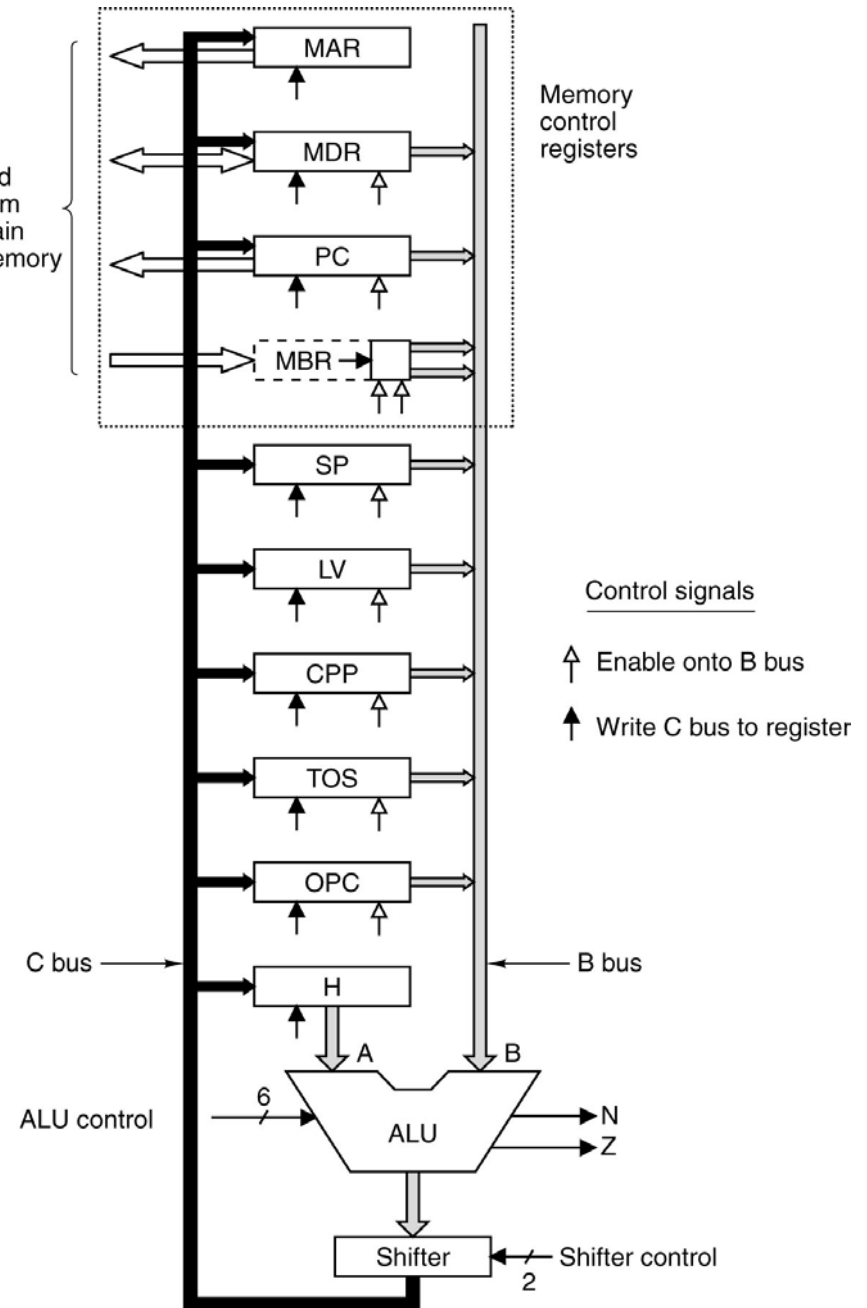 MAR
Memory
control
registers
MDR
PC
emory
MBR
SP
LV
Control signals
CPP
Enable onto B bus
Write C bus to register
TOS
OPC
C bus
B bus
H
A
B
6
ALU control
N
ALU
Z
Shifter
Shifter control
2